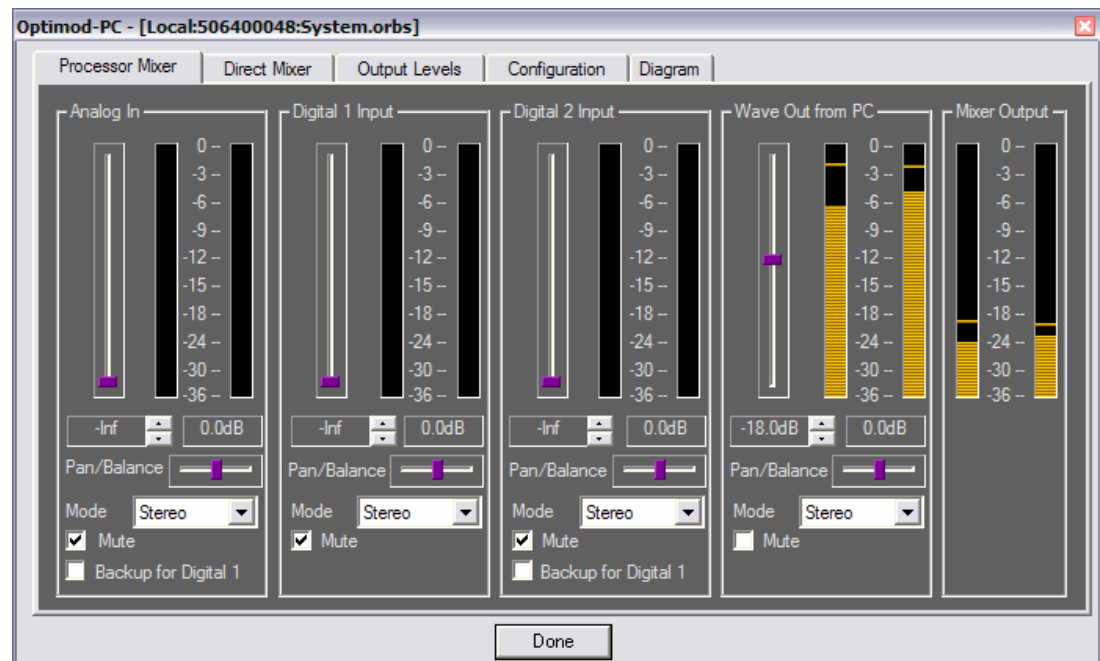 Optimod-PC - [Local:506400048:System.orbs]
Processor Mixer
Direct Mixer
Output Levels
Configuration
Diagram
Analog In
0 --
-3 --
-6 --
-9 --
-12 --
-15 --
-18 --
-24 --
-30 --
-36 --
-Inf
0.0dB
Pan/Balance
Mode
Stereo
Mute
Backup for Digital 1
Digital 1 Input
0 --
-3 --
-6 --
-9 --
-12 --
-15 --
-18 --
-24 --
-30 --
-36 --
-Inf
0.0dB
Pan/Balance
Mode
Stereo
Mute
Digital 2 Input
0 --
-3 --
-6 --
-9 --
-12 --
-15 --
-18 --
-24 --
-30 --
-36 --
-Inf
0.0dB
Pan/Balance
Mode
Stereo
Mute
Backup for Digital 1
Wave Out from PC
0 --
-3 --
-6 --
-9 --
-12 --
-15 --
-18 --
-24 --
-30 --
-36 --
-18.0dB
0.0dB
Pan/Balance
Mode
Stereo
Mute
Mixer Output
0 --
-3 --
-6 --
-9 --
-12 --
-15 --
-18 --
-24 --
-30 --
-36 --
Done